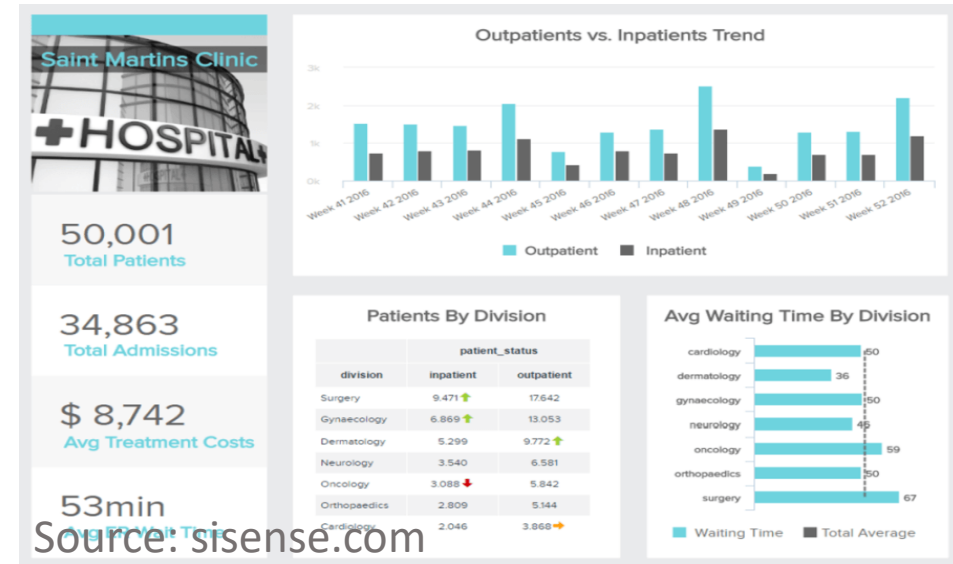 Saint Martins Clinic
HOSPITAL
HOSPITAL
50,001
Total Patients
34,863
Total Admissions
$ 8,742
Avg Treatment Costs
53min
Avg ER Wait Time
Source: sisense.com
Outpatients vs. Inpatients Trend
3k
2k
1k
0k
Week 41 2016 Week 42 2016 Week 43 2016 Week 44 2016 Week 45 2016 Week 46 2016 Week 47 2016 Week 48 2016 Week 49 2016 Week 50 2016 Week 51 2016 Week 52 2016
Outpatient Inpatient
Patients By Division
patient_status
division inpatient outpatient
Surgery 9.471 17.642
Gynaecology 6.869 13.053
Dermatology 5.299 9.772
Neurology 3.540 6.581
Oncology 3.088 5.842
Orthopaedics 2.809 5.144
Cardiology 2.046 3.868
Avg Waiting Time By Division
cardiology 50
dermatology 36
gynaecology 50
neurology 46
oncology 59
orthopaedics 50
surgery 67
Waiting Time Total Average